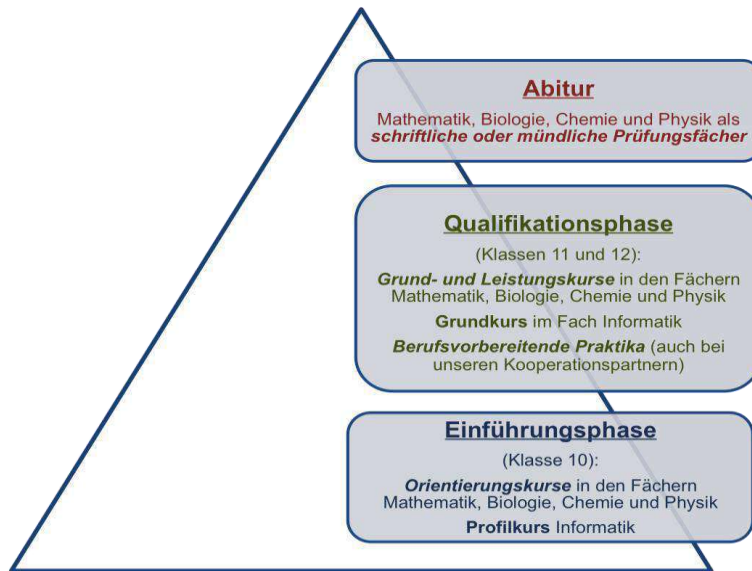 Abitur
Mathematik, Biologie, Chemie und Physik als
schriftliche oder mündliche Prüfungsfächer
Qualifikationsphase
(Klassen 11 und 12):
Grund- und Leistungskurse in den Fächern
Mathematik, Biologie, Chemie und Physik
Grundkurs im Fach Informatik
Berufsvorbereitende Praktika (auch bei
unseren Kooperationspartnern)
Einführungsphase
(Klasse 10):
Orientierungskurse in den Fächern
Mathematik, Biologie, Chemie und Physik
Profilkurs Informatik